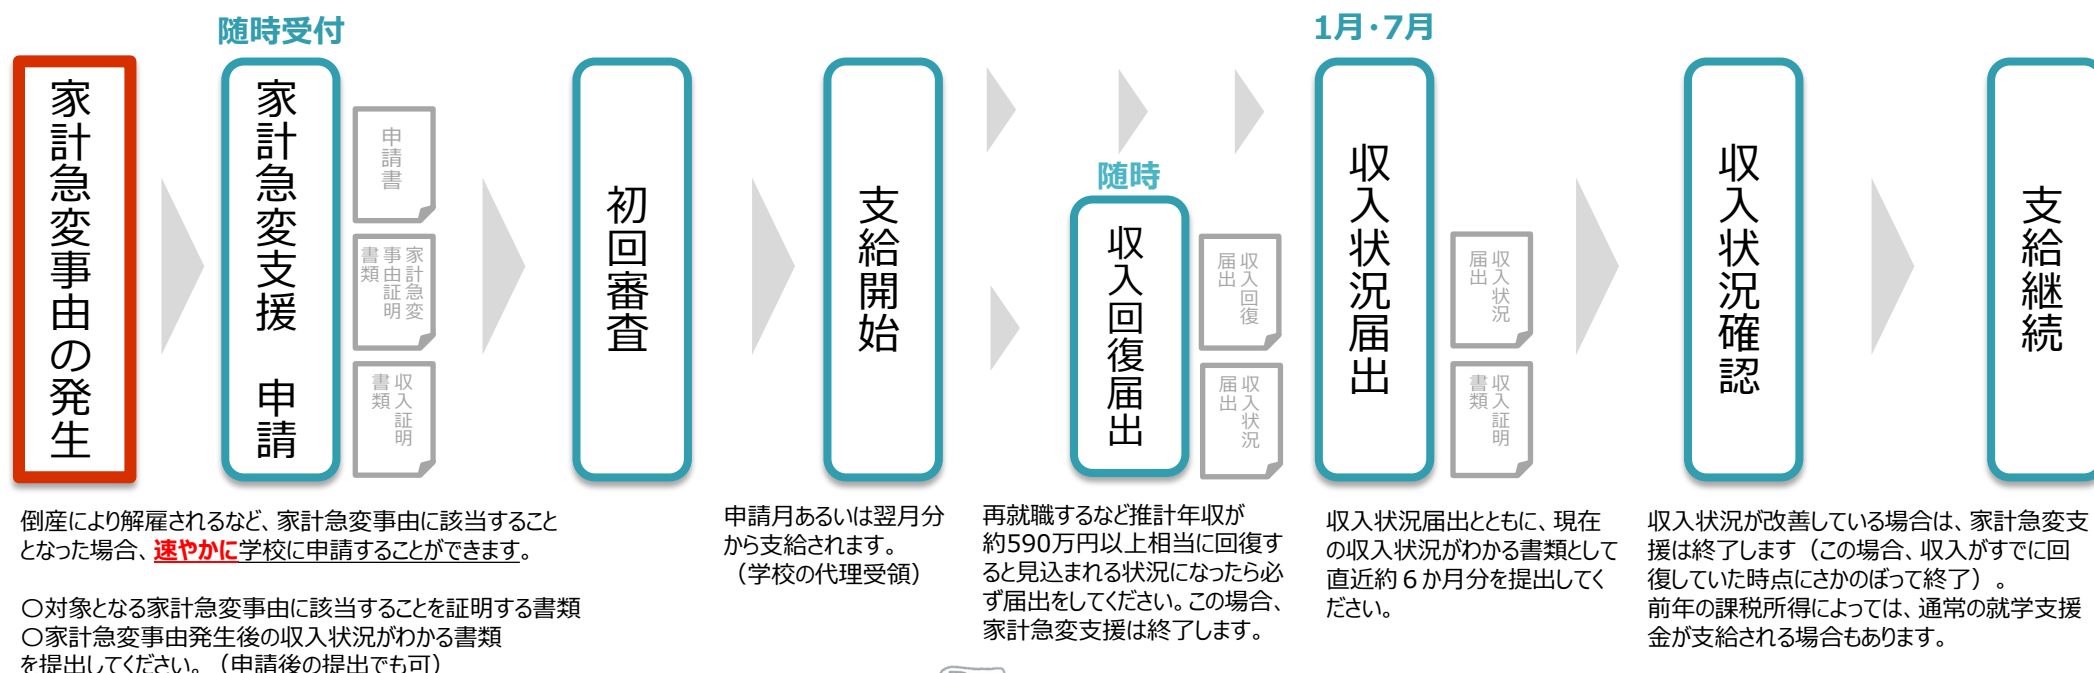 随時受付
1月・7月
家計急変事由の発生
家計急変支援　申請
申請書
家計急変
事由証明
書類
収入証明
書類
初回審査
支給開始
随時
収入回復届出
収入回復
届出
収入状況
届出
収入状況届出
収入状況
届出
収入証明
書類
収入状況確認
支給継続
倒産により解雇されるなど、家計急変事由に該当すること
となった場合、速やかに学校に申請することができます。
〇対象となる家計急変事由に該当することを証明する書類
〇家計急変事由発生後の収入状況がわかる書類
を提出してください。（申請後の提出でも可）
申請月あるいは翌月分
から支給されます。
（学校の代理受領）
再就職するなど推計年収が
約590万円以上相当に回復す
ると見込まれる状況になったら必
ず届出をしてください。この場合、
家計急変支援は終了します。
収入状況届出とともに、現在
の収入状況がわかる書類として
直近約６か月分を提出してく
ださい。
収入状況が改善している場合は、家計急変支
援は終了します（この場合、収入がすでに回
復していた時点にさかのぼって終了）。
前年の課税所得によっては、通常の就学支援
金が支給される場合もあります。